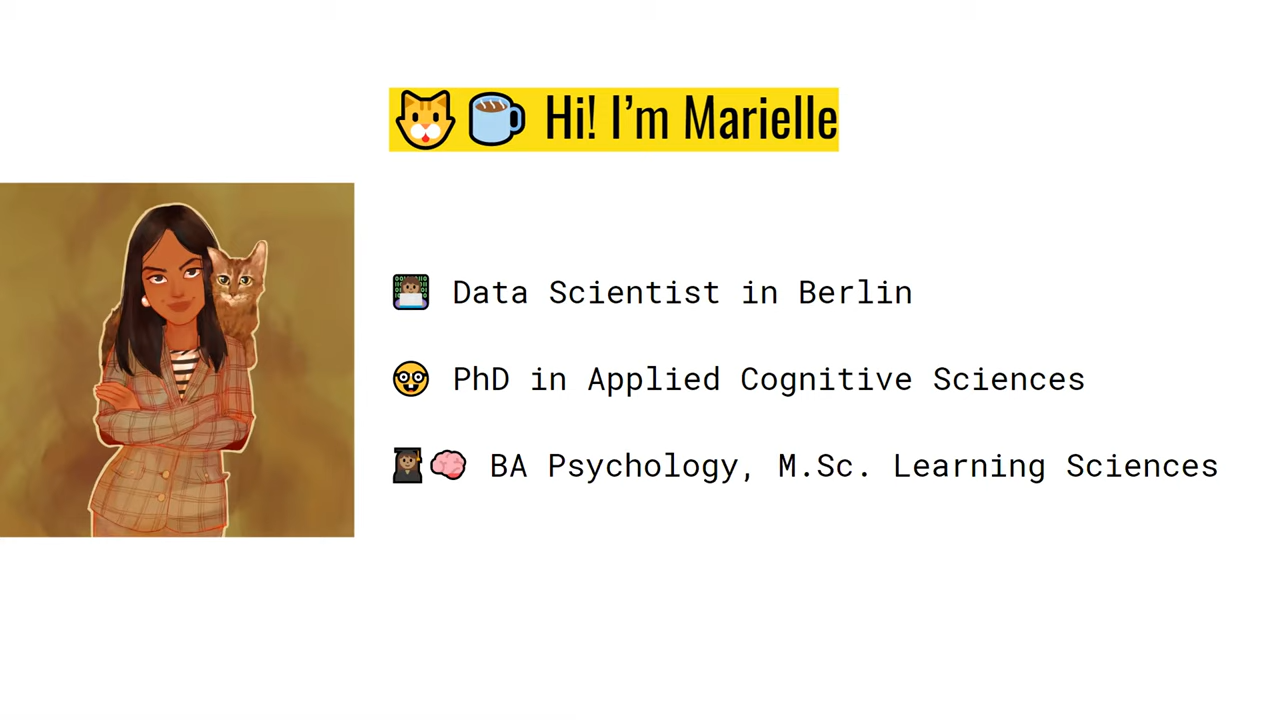 Hi! I’m Marielle
Data Scientist in Berlin
PhD in Applied Cognitive Sciences
BA Psychology, M.Sc. Learning Sciences